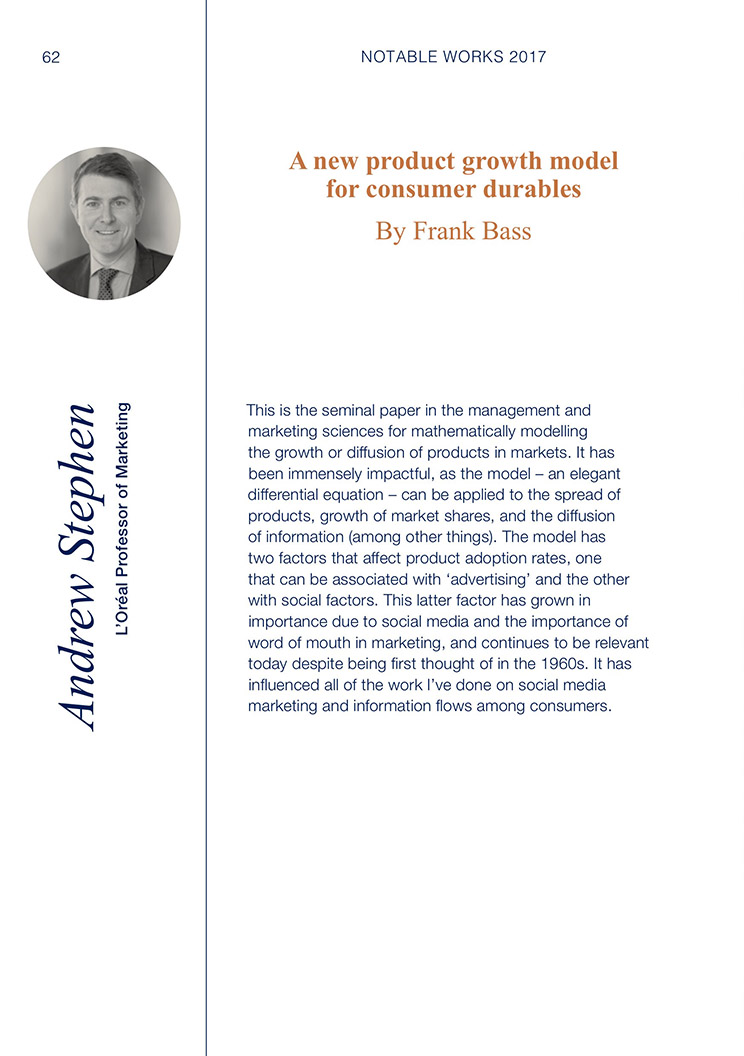 62
NOTABLE WORKS 2017
A new product growth model
for consumer durables
By Frank Bass
Andrew Stephen
L’Oréal Professor of Marketing
This is the seminal paper in the management and
marketing sciences for mathematically modelling
the growth or diffusion of products in markets. It has
been immensely impactful, as the model – an elegant
differential equation – can be applied to the spread of
products, growth of market shares, and the diffusion
of information (among other things). The model has
two factors that affect product adoption rates, one
that can be associated with ‘advertising’ and the other
with social factors. This latter factor has grown in
importance due to social media and the importance of
word of mouth in marketing, and continues to be relevant
today despite being first thought of in the 1960s. It has
influenced all of the work I’ve done on social media
marketing and information flows among consumers.